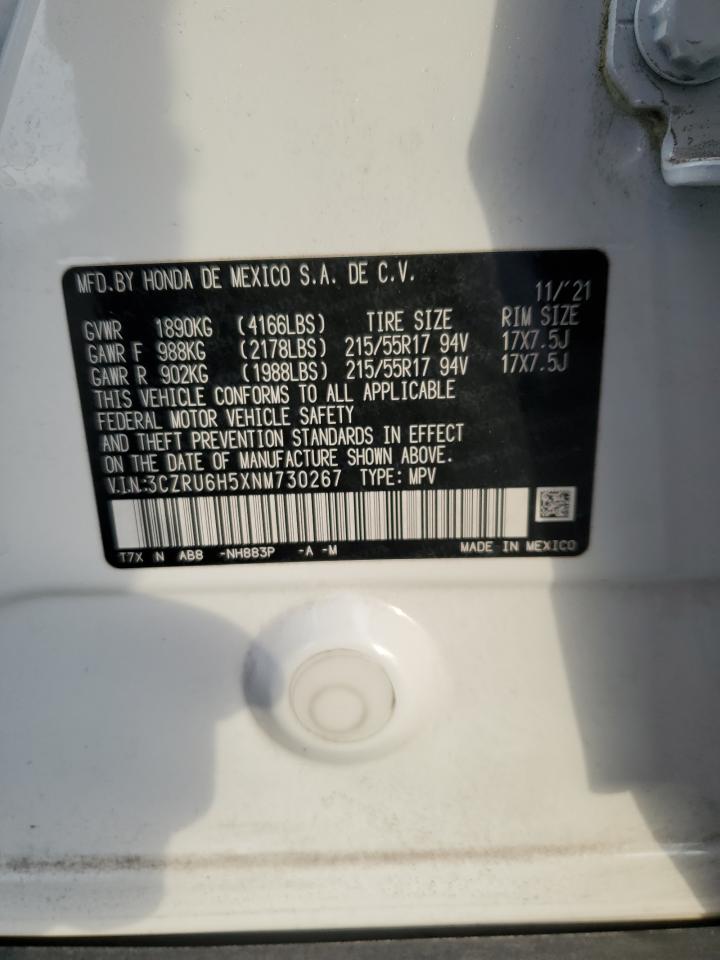 MFD.BY HONDA DE MEXICO S.A. DE C.V.
11/'21
GVWR 1890KG (4166LBS) TIRE SIZE RIM SIZE
GAWR F 988KG (2178LBS) 215/55R17 94V 17X7.5J
GAWR R 902KG (1988LBS) 215/55R17 94V 17X7.5J
THIS VEHICLE CONFORMS TO ALL APPLICABLE
FEDERAL MOTOR VEHICLE SAFETY
AND THEFT PREVENTION STANDARDS IN EFFECT
ON THE DATE OF MANUFACTURE SHOWN ABOVE.
V.I.N.:3CZRU6H5XNM730267 TYPE: MPV
T7X N AB8 -NH883P -A -M MADE IN MEXICO